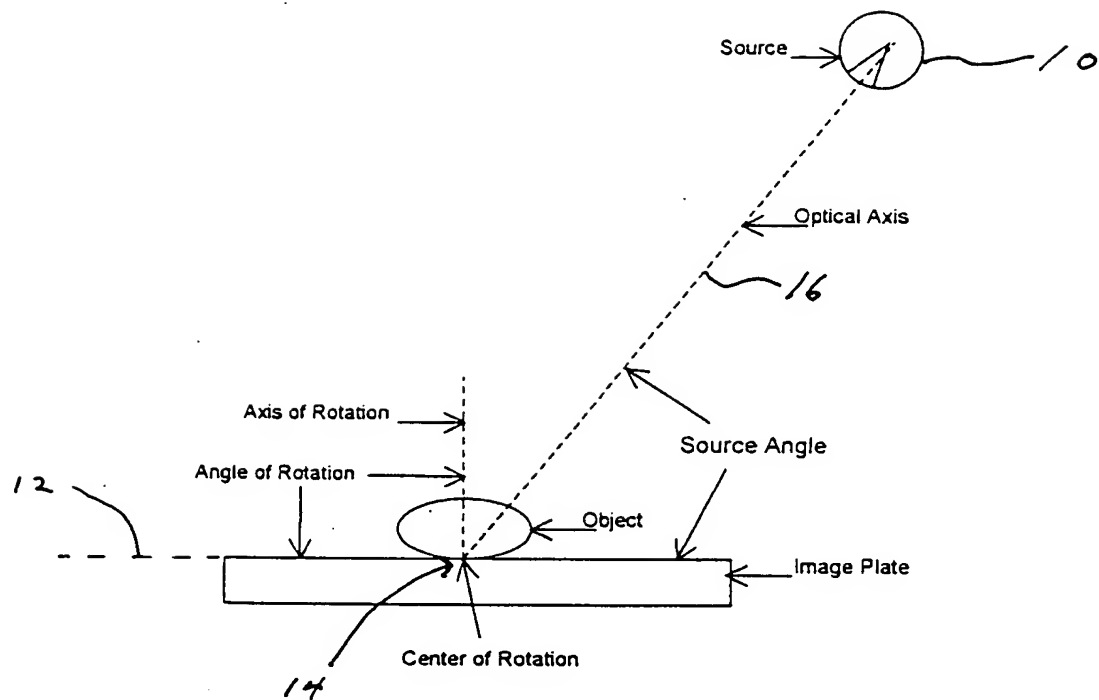 Source
10
Optical Axis
16
Axis of Rotation
Source Angle
Angle of Rotation
12
Object
Image Plate
Center of Rotation
14